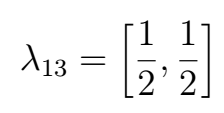 λ₁₃ = [1/2, 1/2]